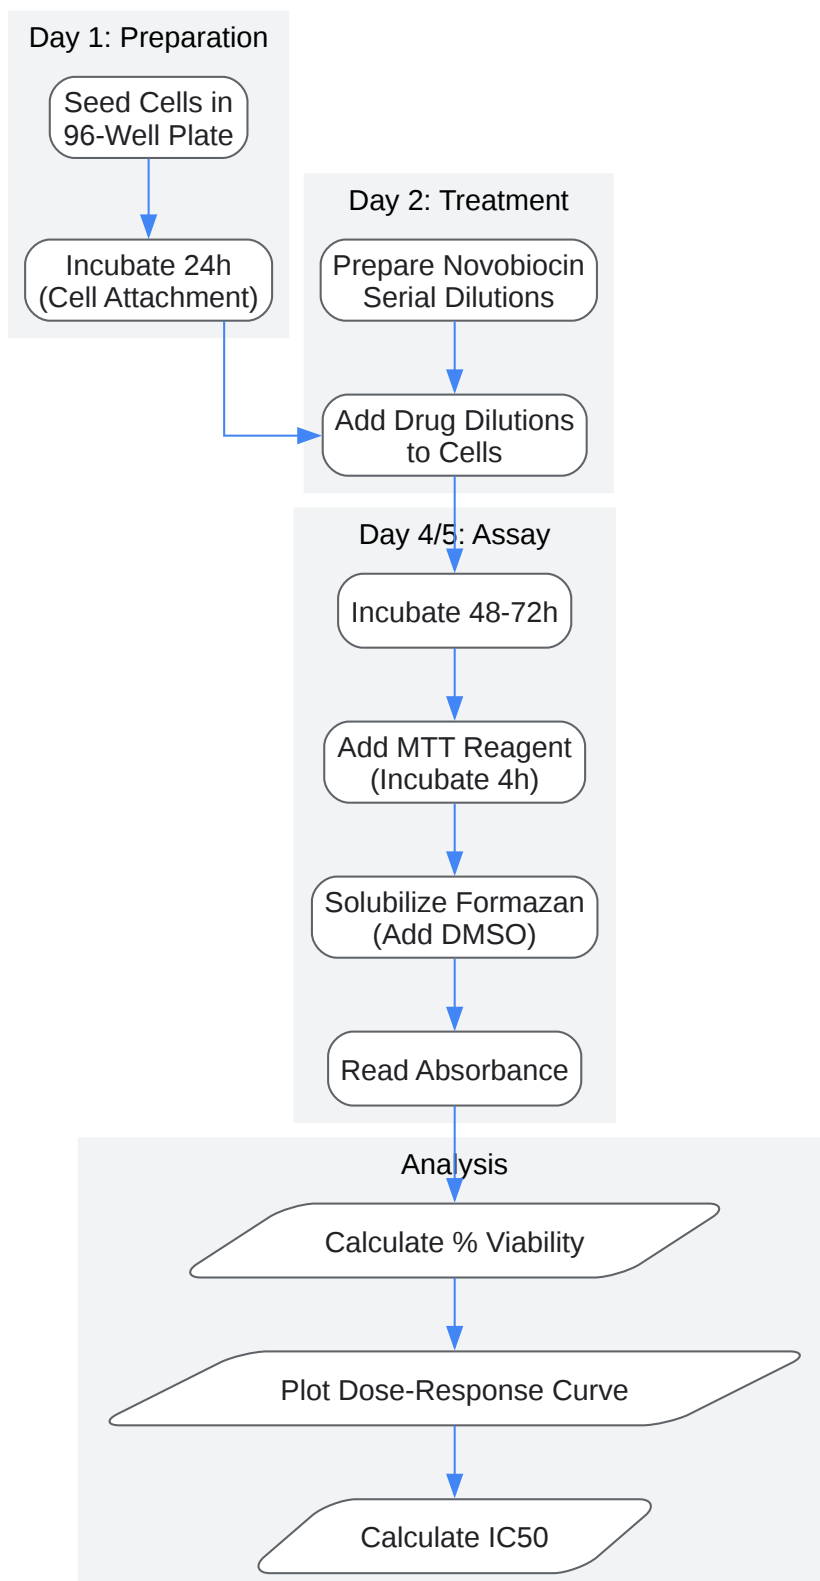 Day 1: Preparation
Seed Cells in
96-Well Plate
Incubate 24h
(Cell Attachment)
Day 2: Treatment
Prepare Novobiocin
Serial Dilutions
Add Drug Dilutions
to Cells
Day 4/5: Assay
Incubate 48-72h
Add MTT Reagent
(Incubate 4h)
Solubilize Formazan
(Add DMSO)
Read Absorbance
Analysis
Calculate % Viability
Plot Dose-Response Curve
Calculate IC50